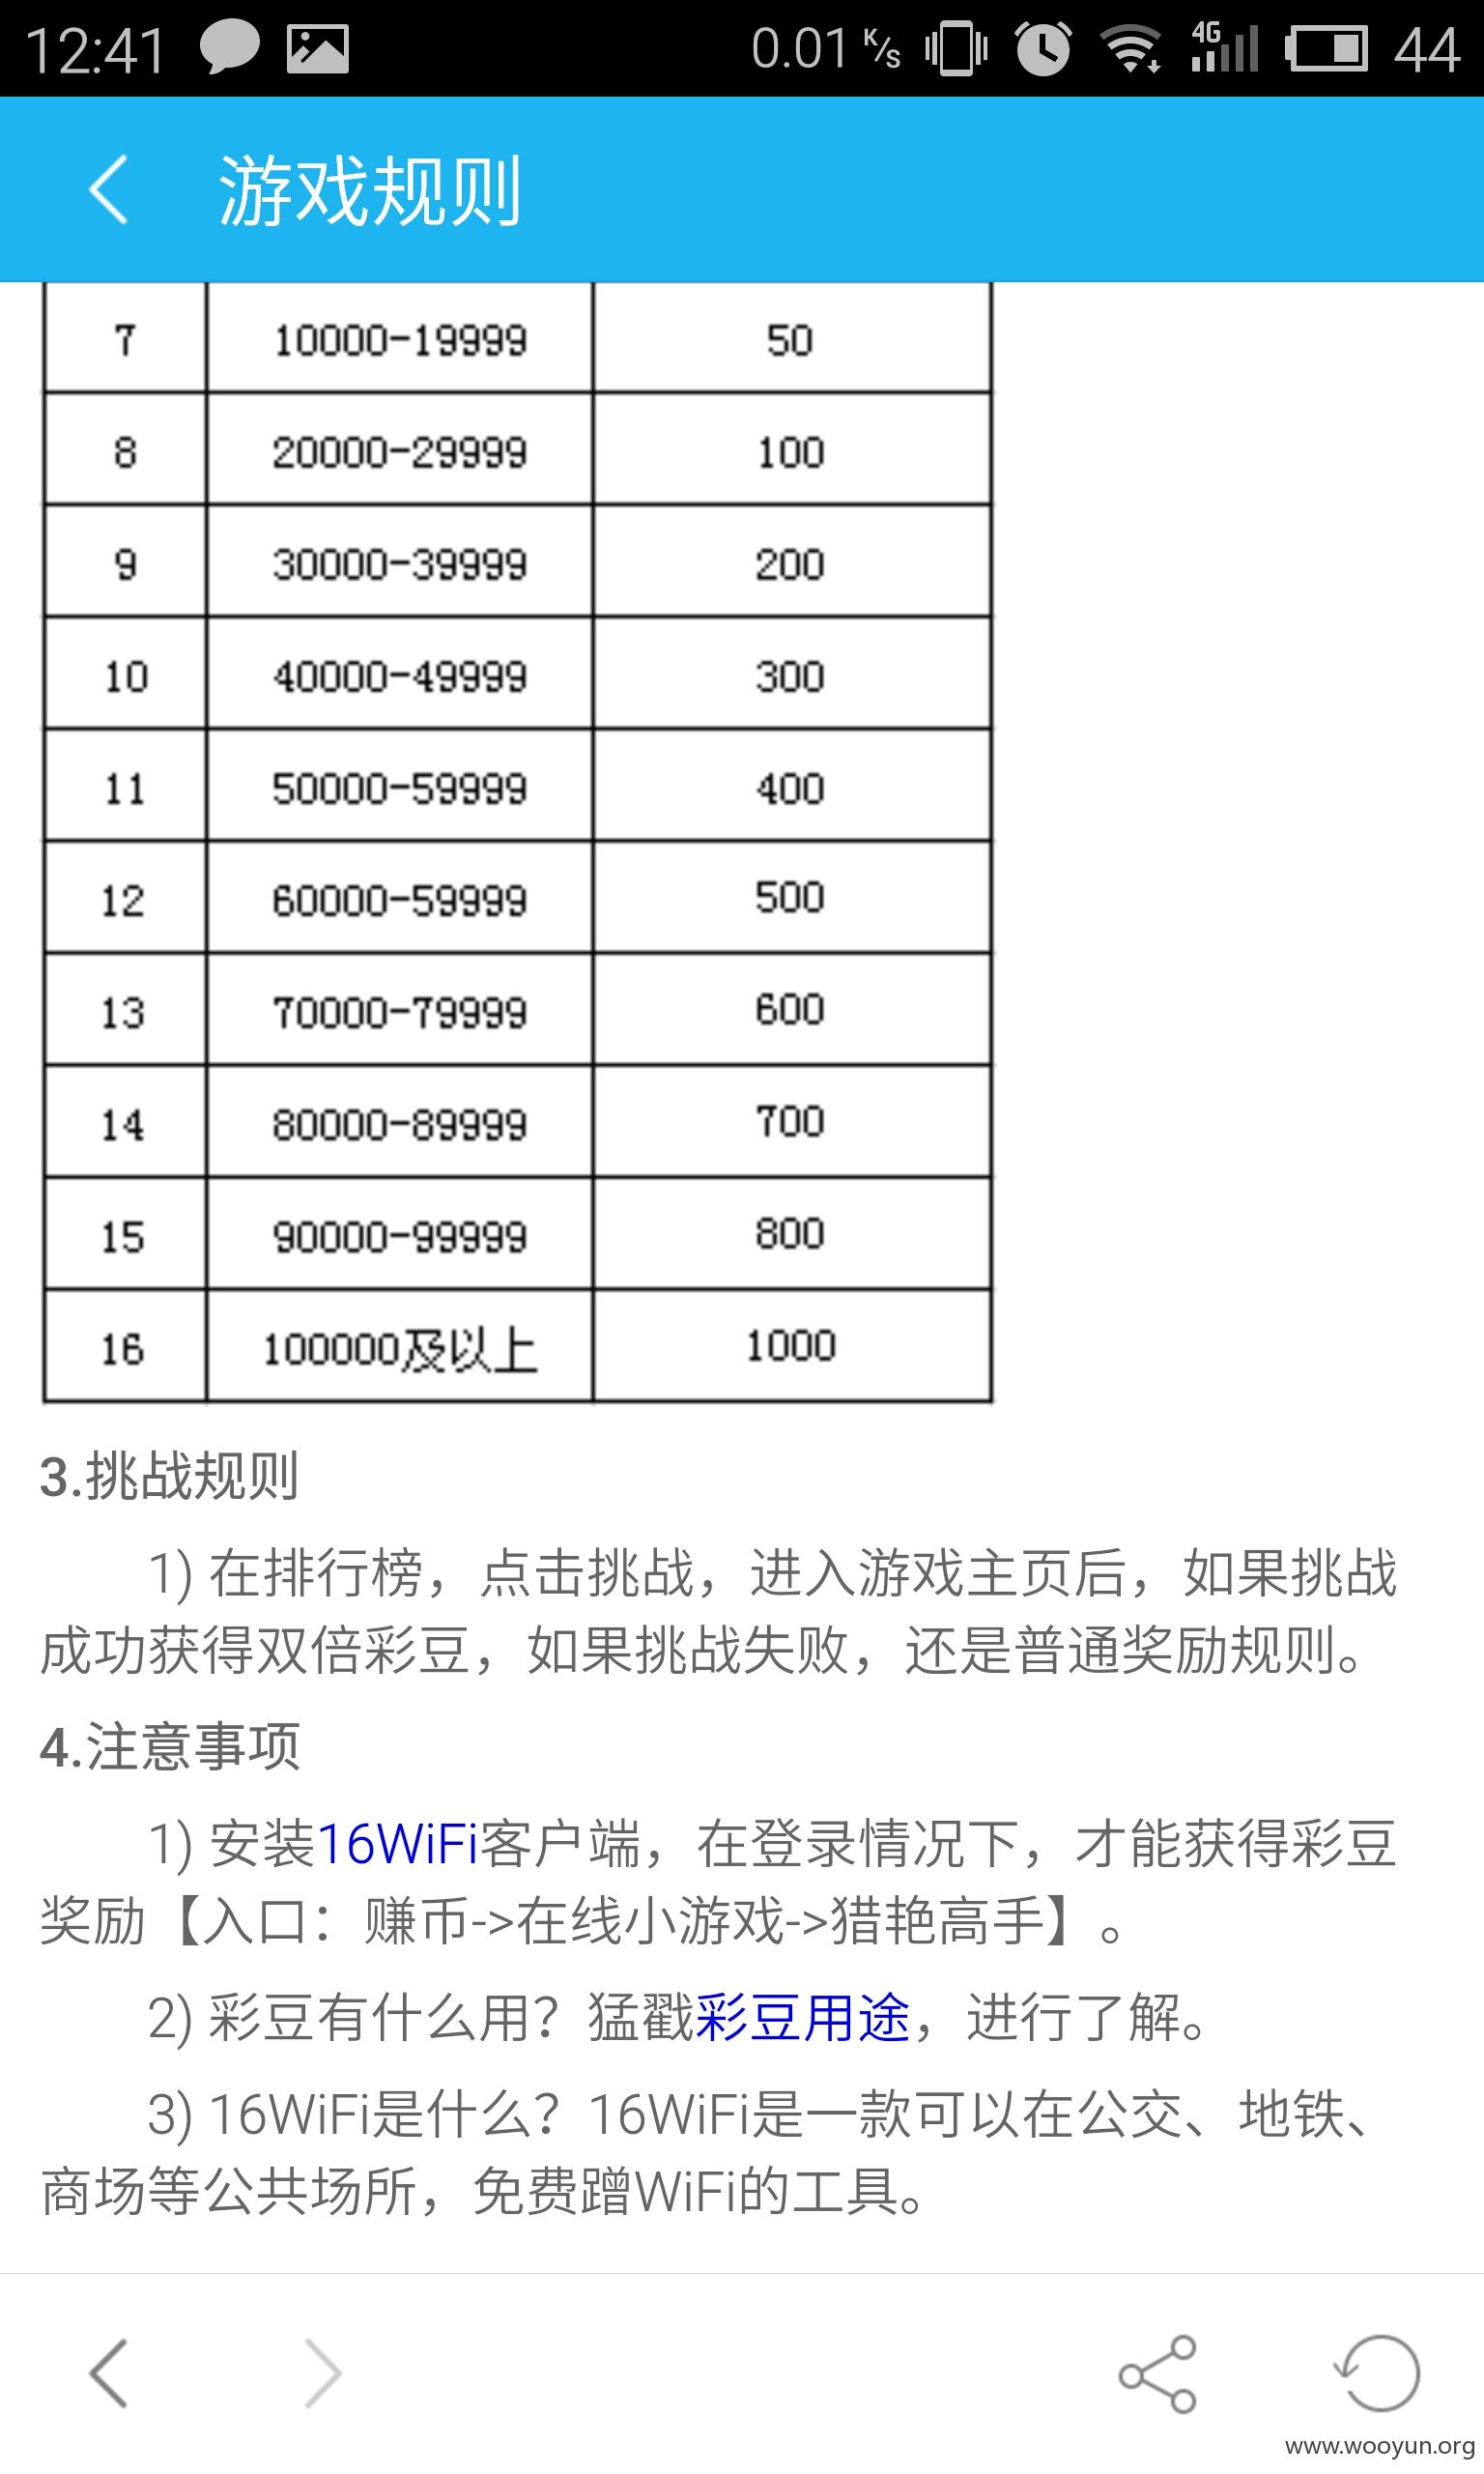 12:41 0.01 K/s 4G 44
游戏规则
7 10000-19999 50
8 20000-29999 100
9 30000-39999 200
10 40000-49999 300
11 50000-59999 400
12 60000-59999 500
13 70000-79999 600
14 80000-89999 700
15 90000-99999 800
16 100000及以上 1000
3.挑战规则
1) 在排行榜，点击挑战，进入游戏主页后，如果挑战
成功获得双倍彩豆，如果挑战失败，还是普通奖励规则。
4.注意事项
1) 安装16WiFi客户端，在登录情况下，才能获得彩豆
奖励【入口：赚币->在线小游戏->猎艳高手】。
2) 彩豆有什么用？猛戳彩豆用途，进行了解。
3) 16WiFi是什么？16WiFi是一款可以在公交、地铁、
商场等公共场所，免费蹭WiFi的工具。
www.wooyun.org